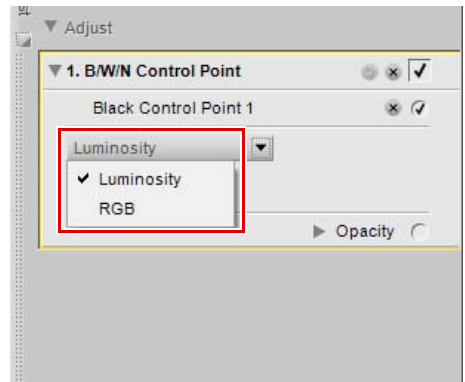 Adjust
1. B/W/N Control Point
Black Control Point 1
Luminosity
Luminosity
RGB
Opacity